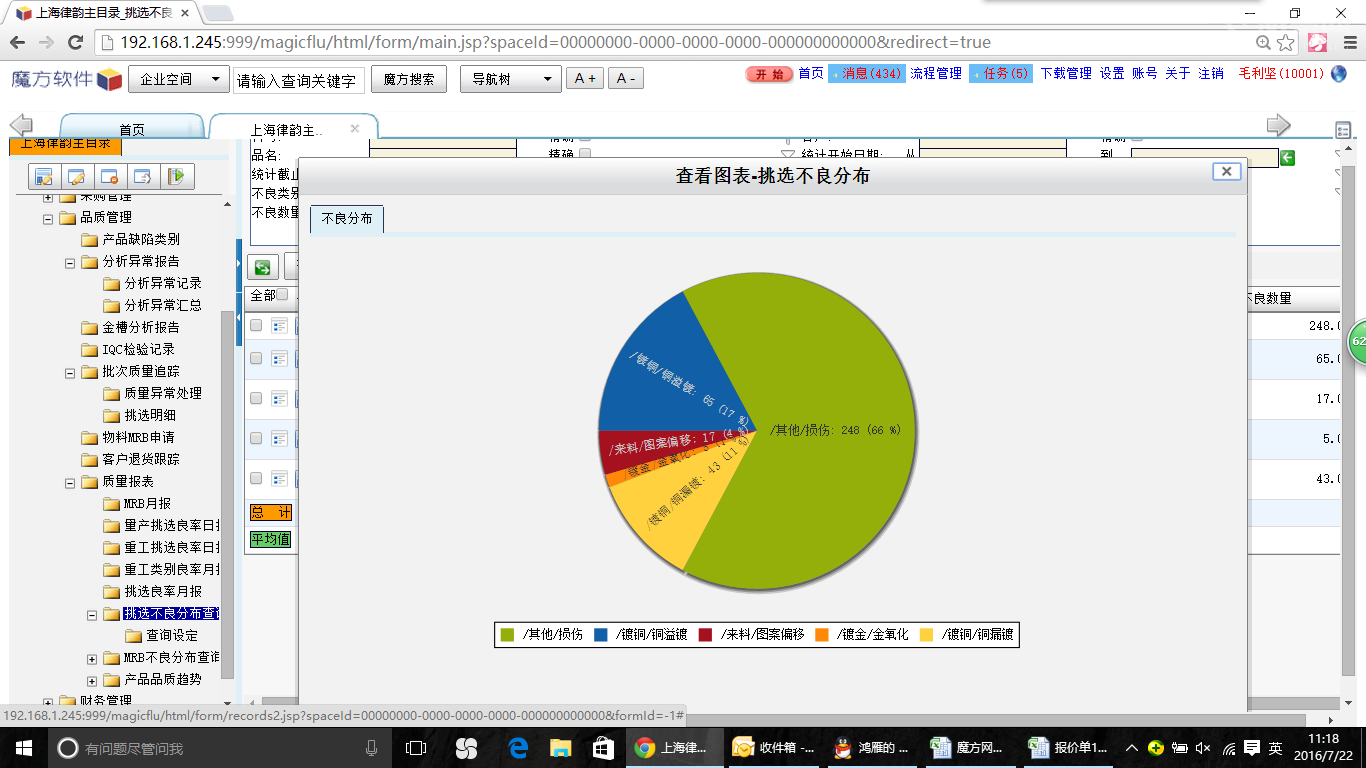 上海律韵主目录_挑选不良
192.168.1.245:999/magicflu/html/form/main.jsp?spaceId=00000000-0000-0000-0000-000000000000&redirect=true
魔方软件 企业空间 请输入查询关键字 魔方搜索 导航树 A + A - 开始 首页 消息(434) 流程管理 任务(5) 下载管理 设置 账号 关于 注销 毛利坚(10001)
首页 上海律韵主..
上海律韵主目录
品名: 精确 统计开始日期: 从 到
统计截止
不良类别
不良数量
查看图表-挑选不良分布
不良分布
采购管理
品质管理
产品缺陷类别
分析异常报告
分析异常记录
分析异常汇总
金槽分析报告
IQC检验记录
批次质量追踪
质量异常处理
挑选明细
物料MRB申请
客户退货跟踪
质量报表
MRB月报
量产挑选良率日报
重工挑选良率日报
重工类别良率月报
挑选良率月报
挑选不良分布查询
查询设定
MRB不良分布查询
产品品质趋势
财务管理
全部
总 计
平均值
不良数量
248.0
65.0
17.0
5.0
43.0
62
/镀铜/铜溢镀: 65 (17 %)
/其他/损伤: 248 (66 %)
/来料/图案偏移: 17 (4 %)
/镀铜/铜漏镀: 43 (11 %)
/其他/损伤 /镀铜/铜溢镀 /来料/图案偏移 /镀金/金氧化 /镀铜/铜漏镀
192.168.1.245:999/magicflu/html/form/records2.jsp?spaceId=00000000-0000-0000-0000-000000000000&formId=-1#
有问题尽管问我 上海律... 收件箱 -... 鸿雁的 ... 魔方网... 报价单1... 英 11:18
2016/7/22